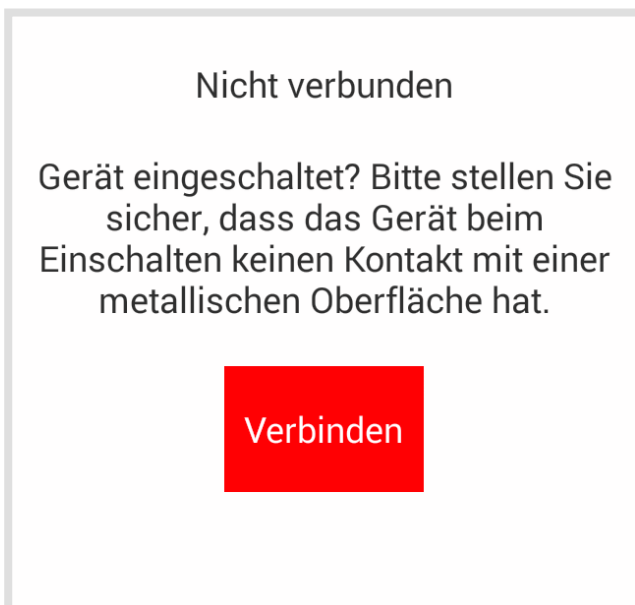 Nicht verbunden
Gerät eingeschaltet? Bitte stellen Sie
sicher, dass das Gerät beim
Einschalten keinen Kontakt mit einer
metallischen Oberfläche hat.
Verbinden